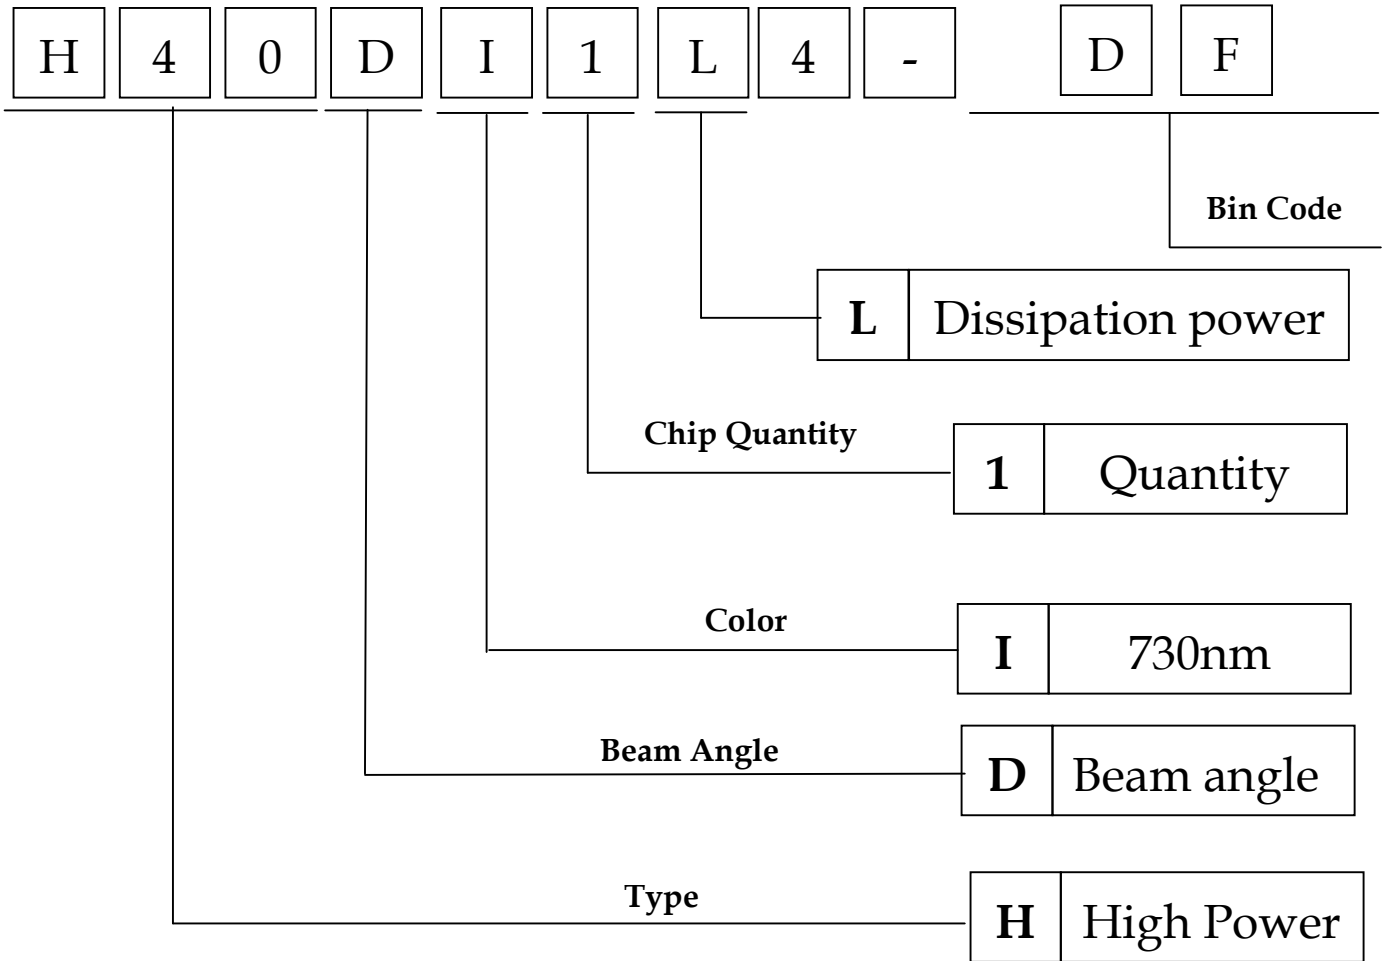 H 4 0 D I 1 L 4 - D F
Bin Code
L Dissipation power
Chip Quantity
1 Quantity
Color
I 730nm
Beam Angle
D Beam angle
Type
H High Power